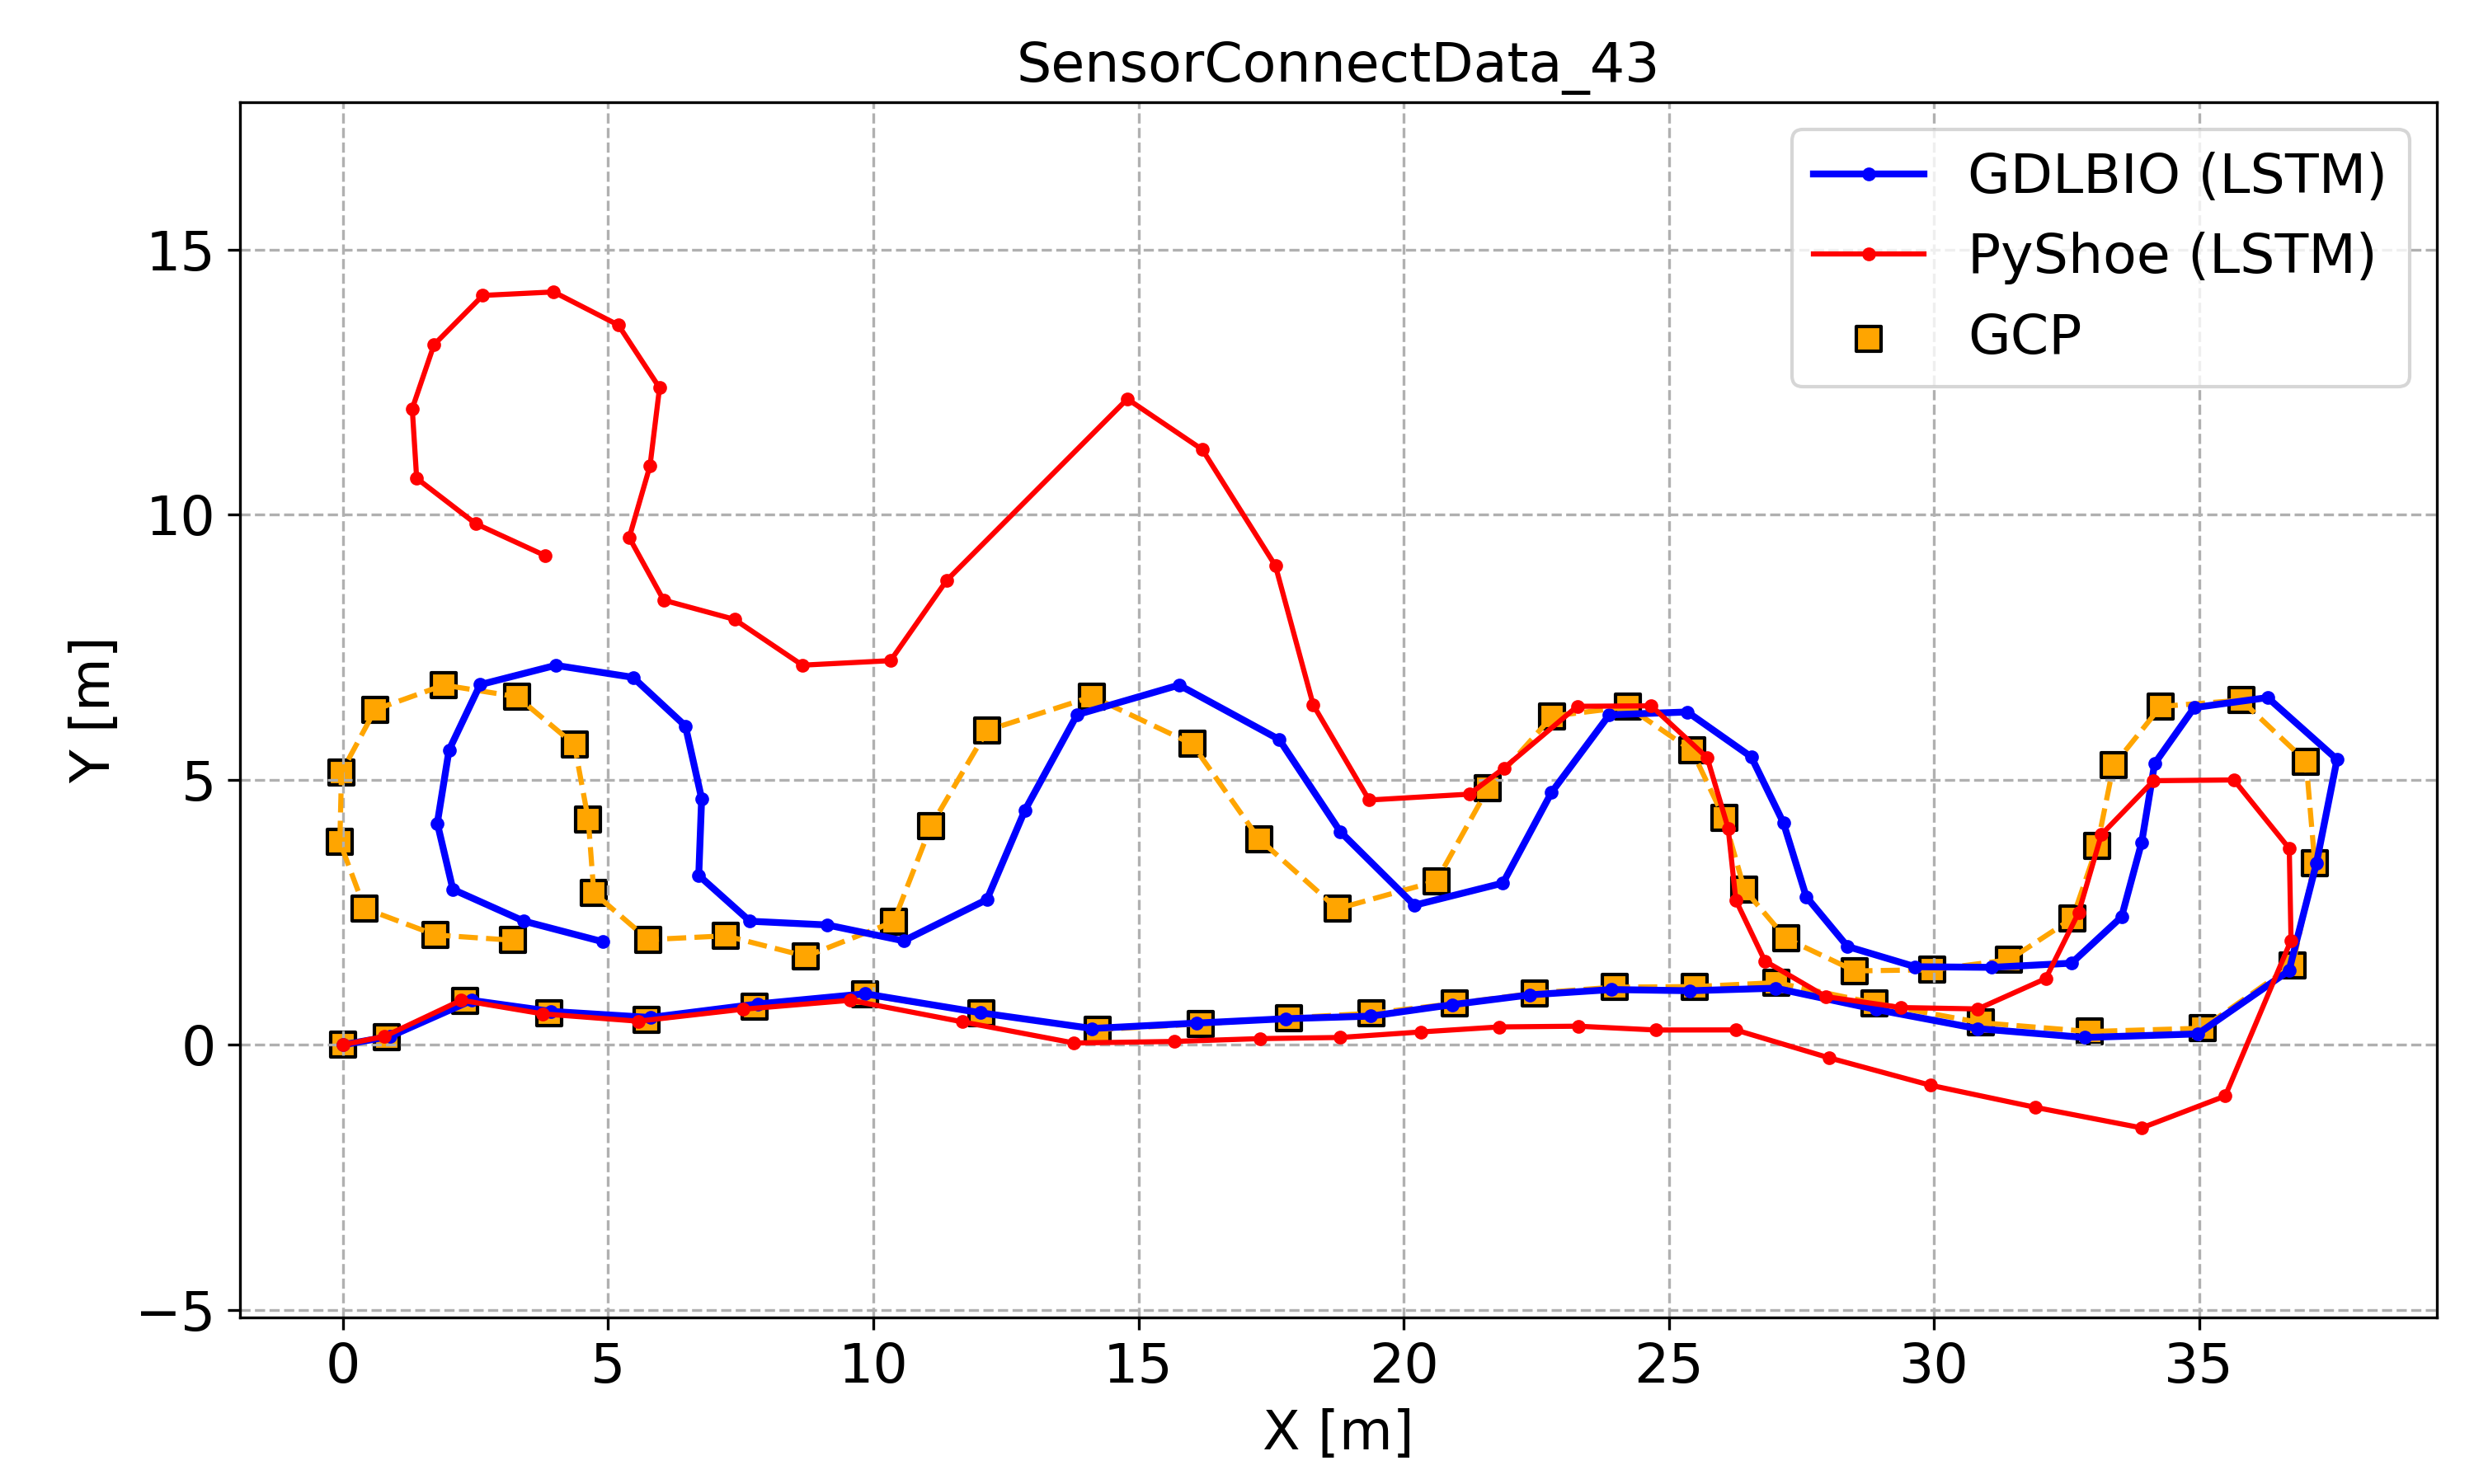 SensorConnectData_43
GDLBIO (LSTM)
PyShoe (LSTM)
GCP
15
10
5
0
−5
Y [m]
0 5 10 15 20 25 30 35
X [m]